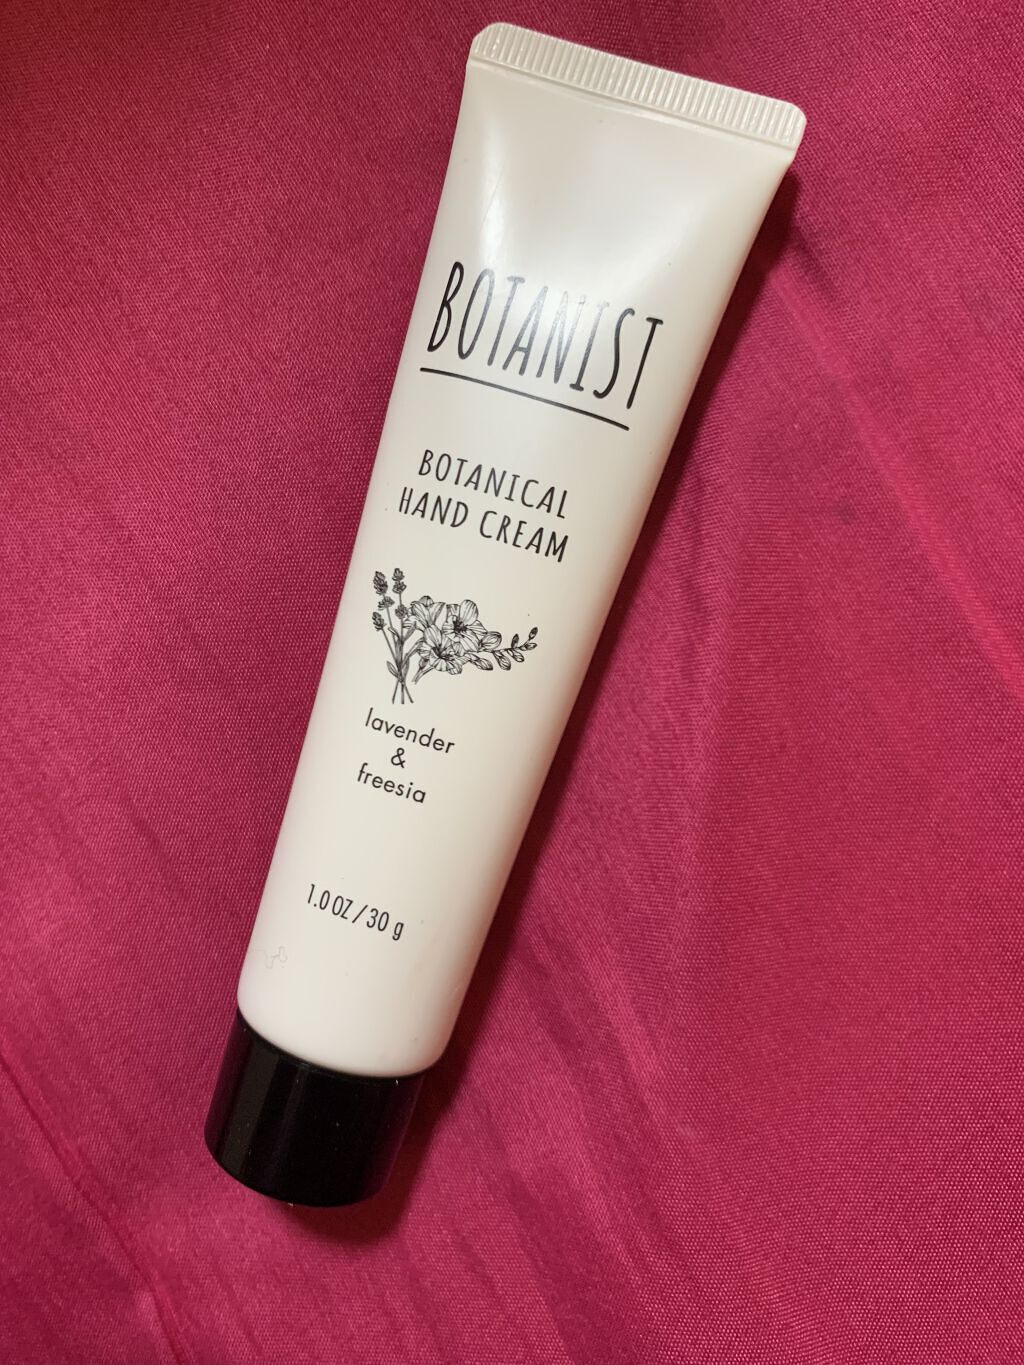 BOTANIST
BOTANICAL
HAND CREAM
lavender
&
freesia
1.0 OZ / 30 g